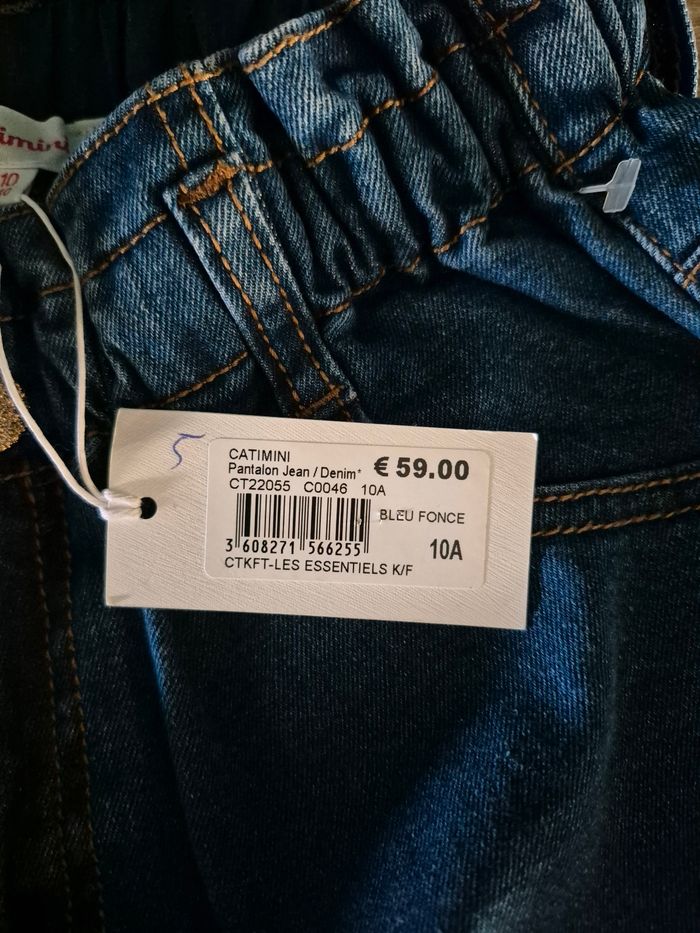 10
5
CATIMINI
Pantalon Jean / Denim* € 59.00
CT22055 C0046 10A
BLEU FONCE
3 608271 566255 10A
CTKFT-LES ESSENTIELS K/F